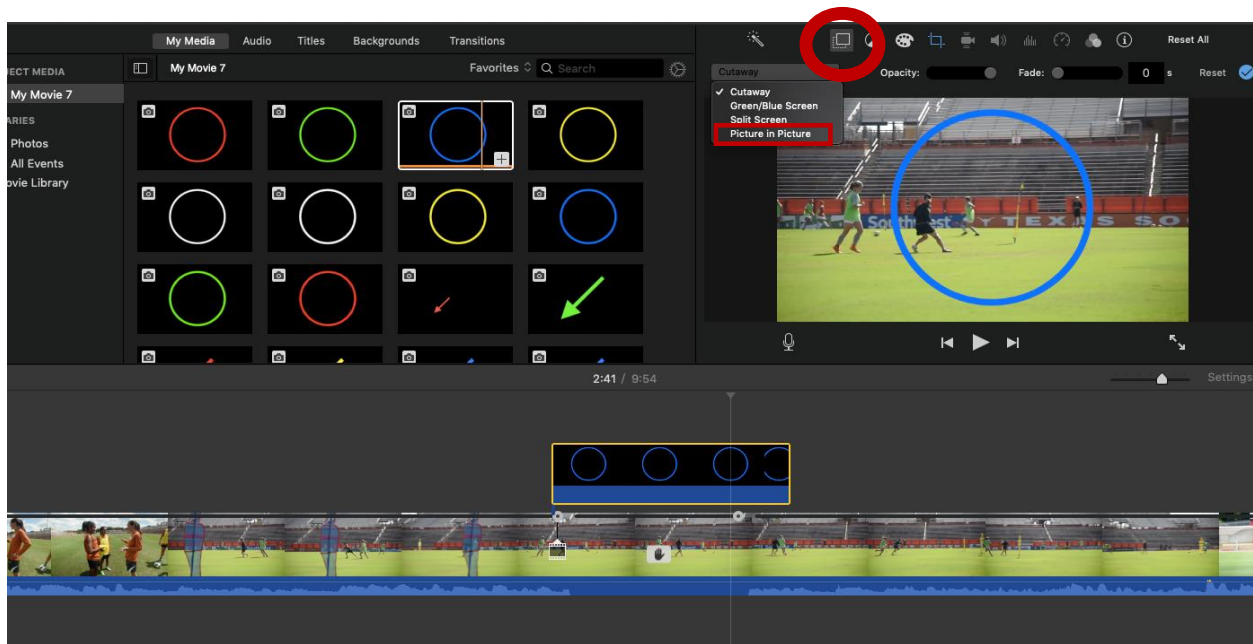 My Media Audio Titles Backgrounds Transitions
Reset All
JECT MEDIA
My Movie 7
Favorites
Search
My Movie 7
ARIES
Photos
All Events
ovie Library
Cutaway
Opacity:
Fade:
0 s
Reset
✓ Cutaway
Green/Blue Screen
Split Screen
Picture in Picture
TEXAS SO
2:41 / 9:54
Settings